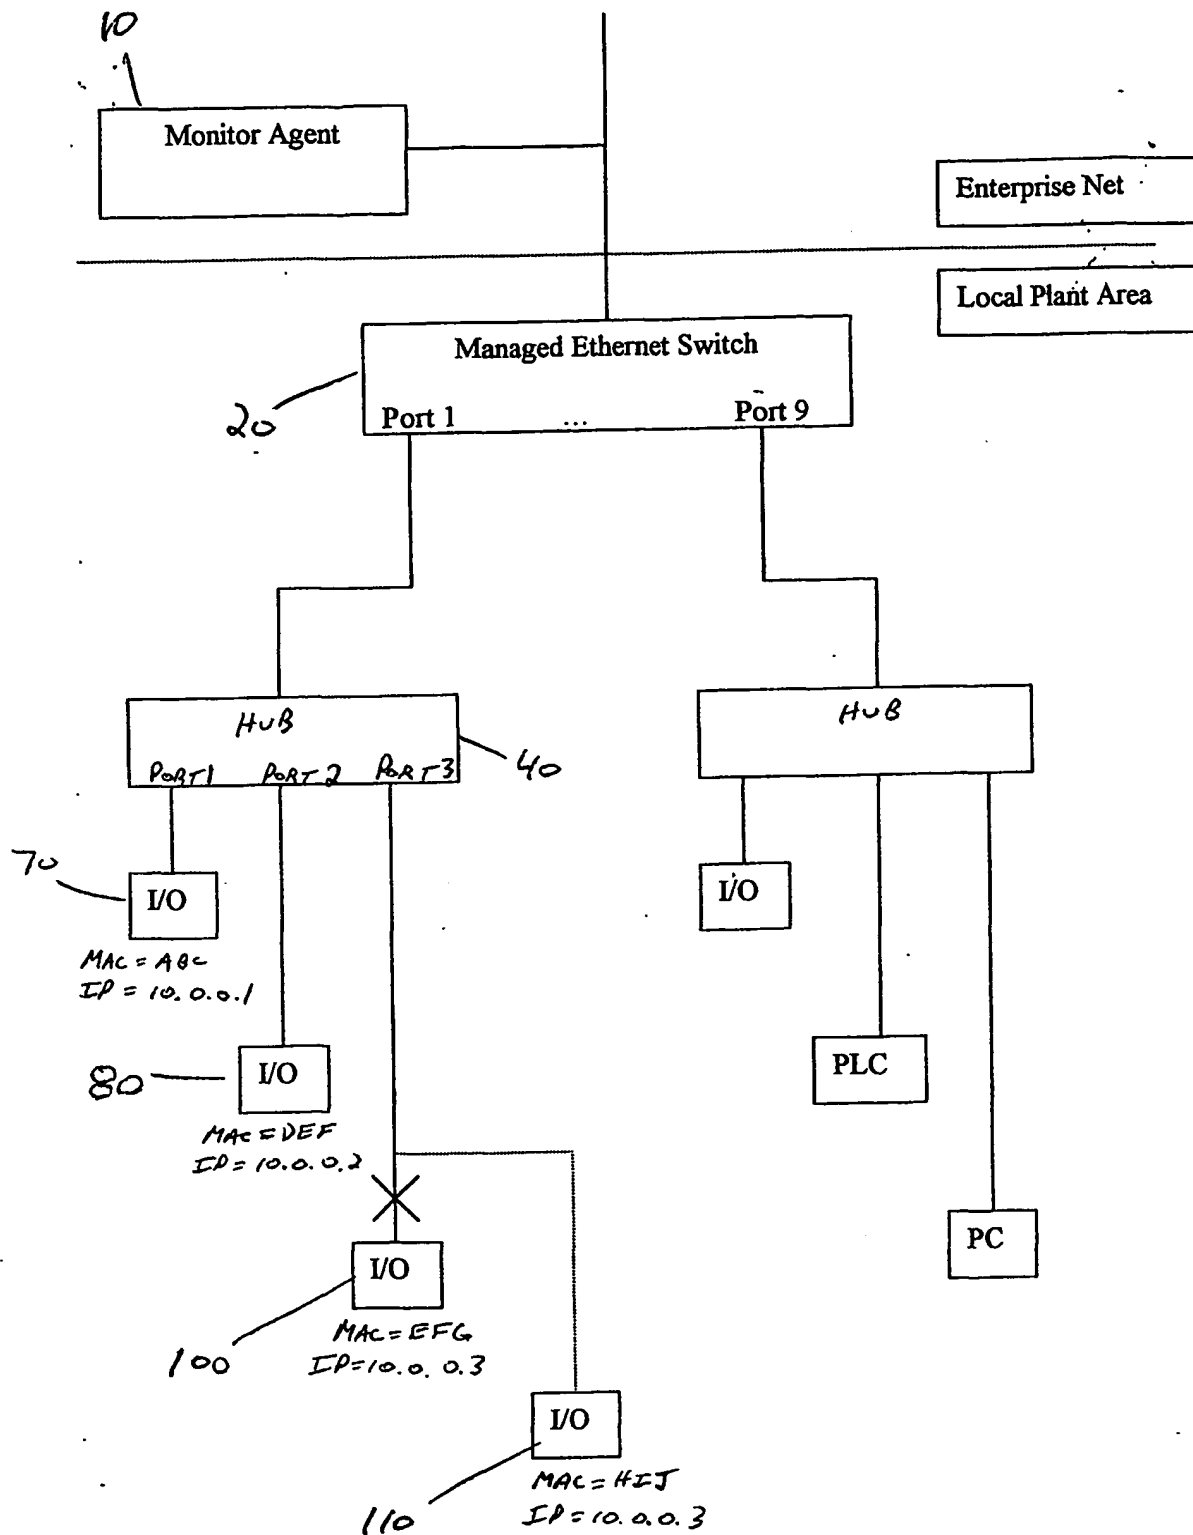 10
Monitor Agent
Enterprise Net
Local Plant Area
Managed Ethernet Switch
20
Port 1 ... Port 9
HUB
PORT1 PORT2 PORT3
40
HUB
70
I/O
MAC = ABC
IP = 10.0.0.1
I/O
80
I/O
MAC = DEF
IP = 10.0.0.2
PLC
100
I/O
MAC = EFG
IP = 10.0.0.3
PC
110
I/O
MAC = HIJ
IP = 10.0.0.3